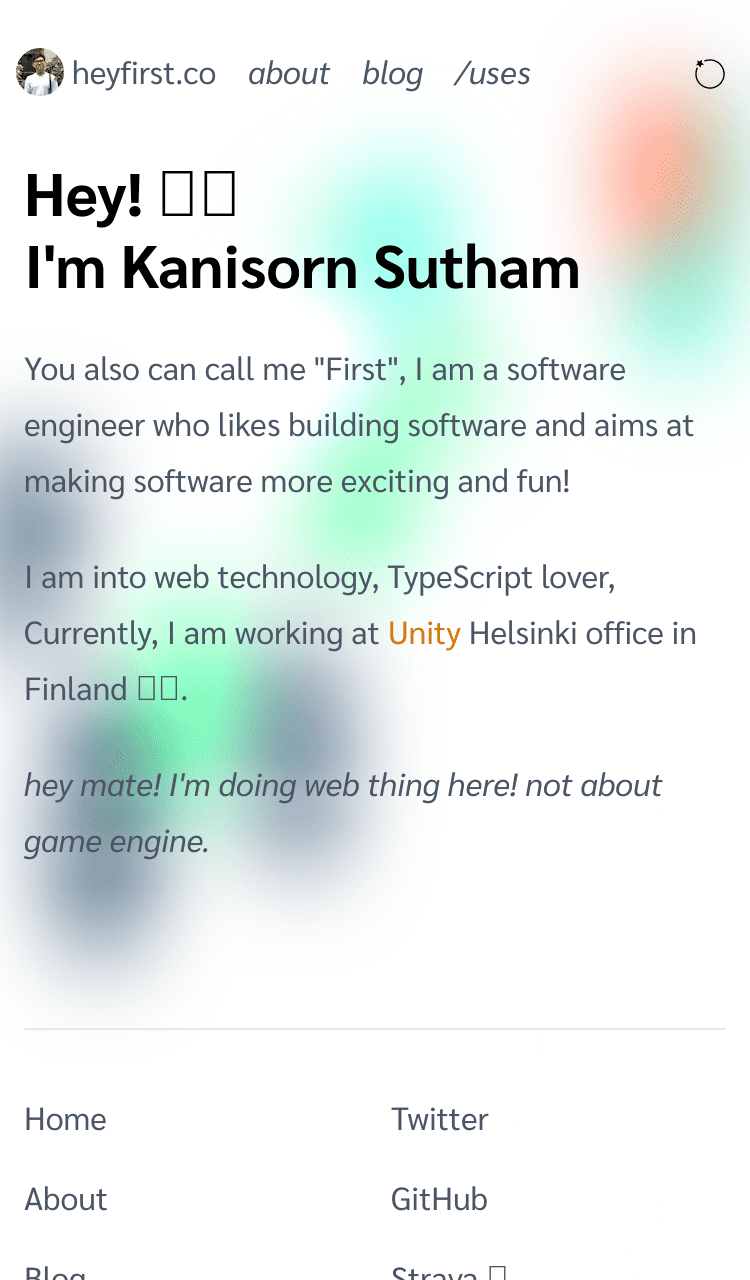 heyfirst.co about blog /uses
Hey!
I'm Kanisorn Sutham
You also can call me "First", I am a software
engineer who likes building software and aims at
making software more exciting and fun!
I am into web technology, TypeScript lover,
Currently, I am working at Unity Helsinki office in
Finland 󠀠.
hey mate! I'm doing web thing here! not about
game engine.
Home Twitter
About GitHub
Blog Strava